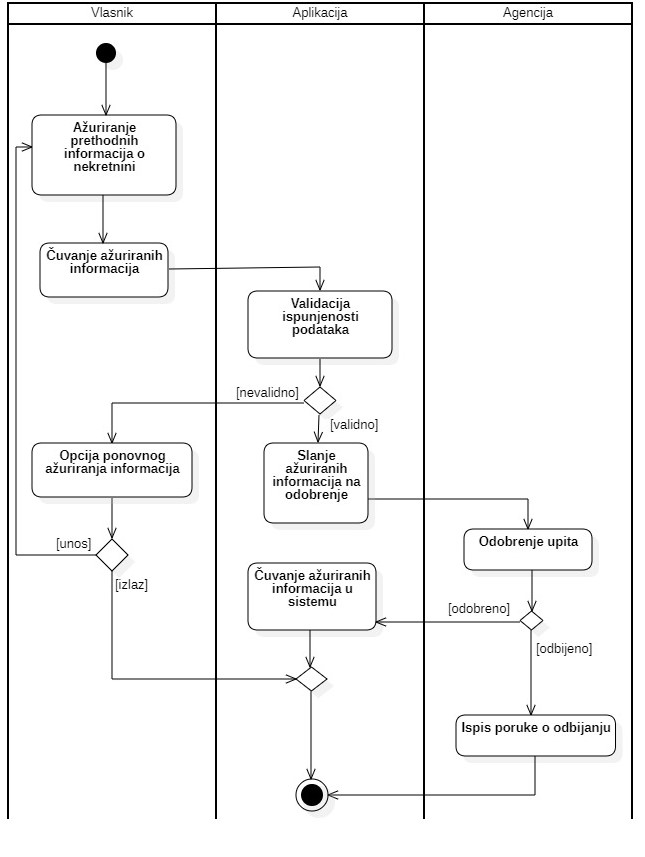 Vlasnik
Aplikacija
Agencija
Ažuriranje
prethodnih
informacija o
nekretnini
Čuvanje ažuriranih
informacija
Validacija
ispunjenosti
podataka
[nevalidno]
[validno]
Opcija ponovnog
ažuriranja informacija
Slanje
ažuriranih
informacija na
odobrenje
Odobrenje upita
[unos]
[izlaz]
Čuvanje ažuriranih
informacija u
sistemu
[odobreno]
[odbijeno]
Ispis poruke o odbijanju